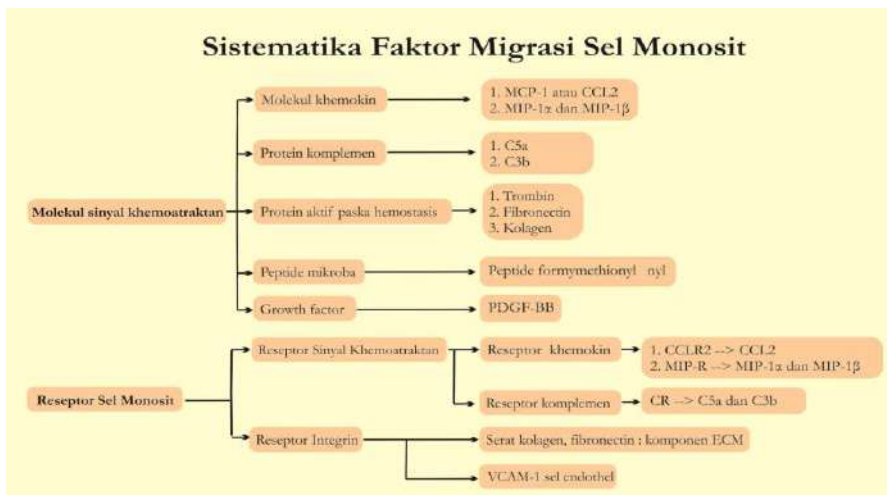 Sistematika Faktor Migrasi Sel Monosit
Molekul sinyal khemoatraktan
Molekul khemokin
1. MCP-1 atau CCL2
2. MIP-1α dan MIP-1β
Protein komplemen
1. C5a
2. C3b
Protein aktif paska hemostasis
1. Trombin
2. Fibronectin
3. Kolagen
Peptide mikroba
Peptide formymethionyl nyl
Growth factor
PDGF-BB
Reseptor Sel Monosit
Reseptor Sinyal Khemoatraktan
Reseptor khemokin
1. CCLR2 --> CCL2
2. MIP-R --> MIP-1α dan MIP-1β
Reseptor komplemen
CR --> C5a dan C3b
Reseptor Integrin
Serat kolagen, fibronectin : komponen ECM
VCAM-1 sel endothel